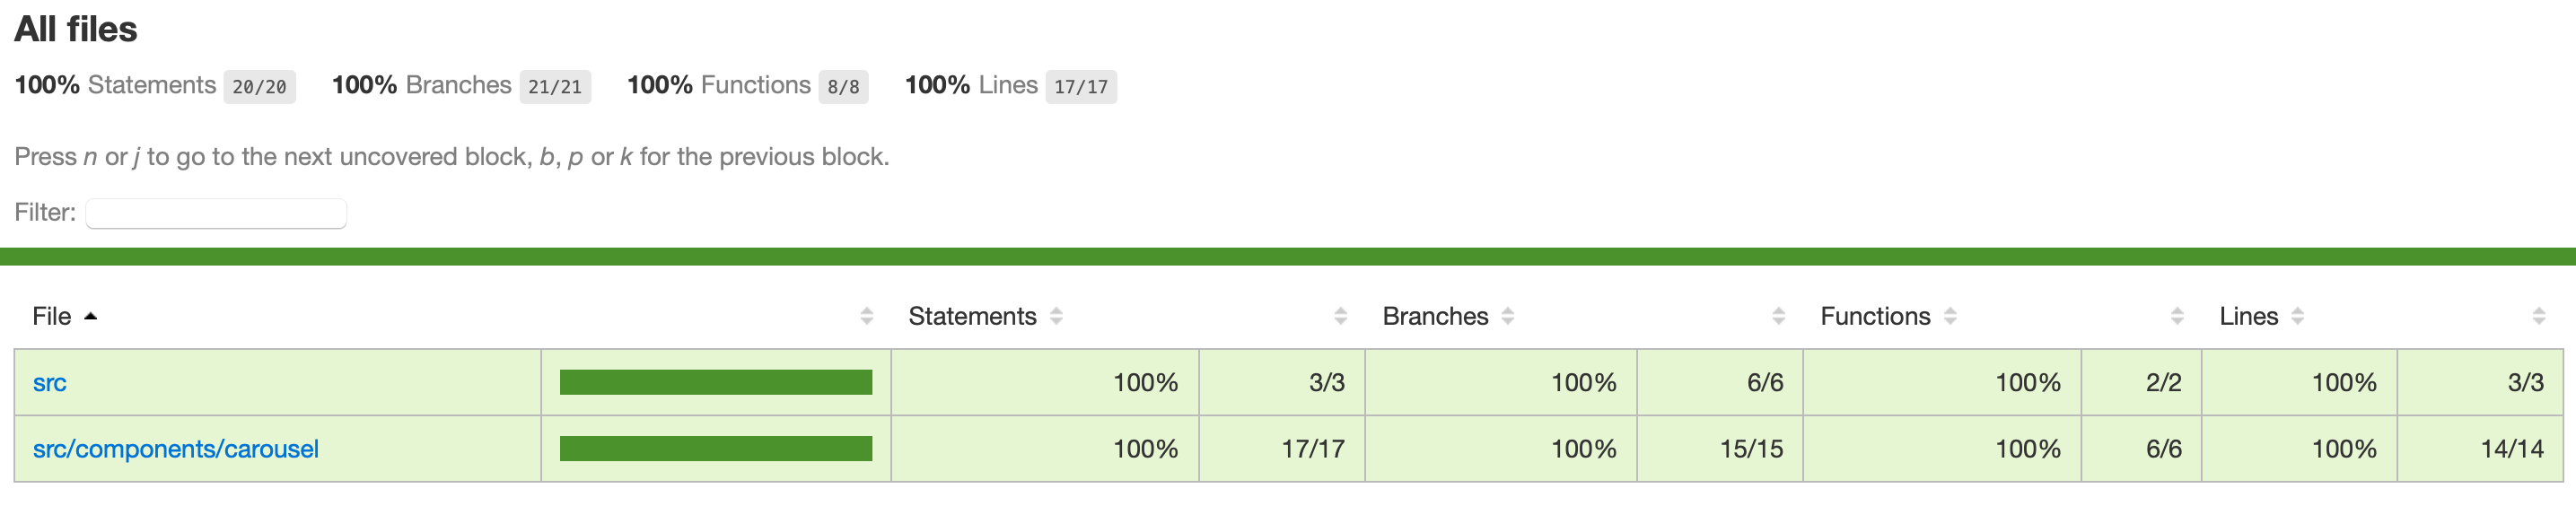 All files
100% Statements 20/20 100% Branches 21/21 100% Functions 8/8 100% Lines 17/17
Press n or j to go to the next uncovered block, b, p or k for the previous block.
Filter:
File Statements Branches Functions Lines
src 100% 3/3 100% 6/6 100% 2/2 100% 3/3
src/components/carousel 100% 17/17 100% 15/15 100% 6/6 100% 14/14